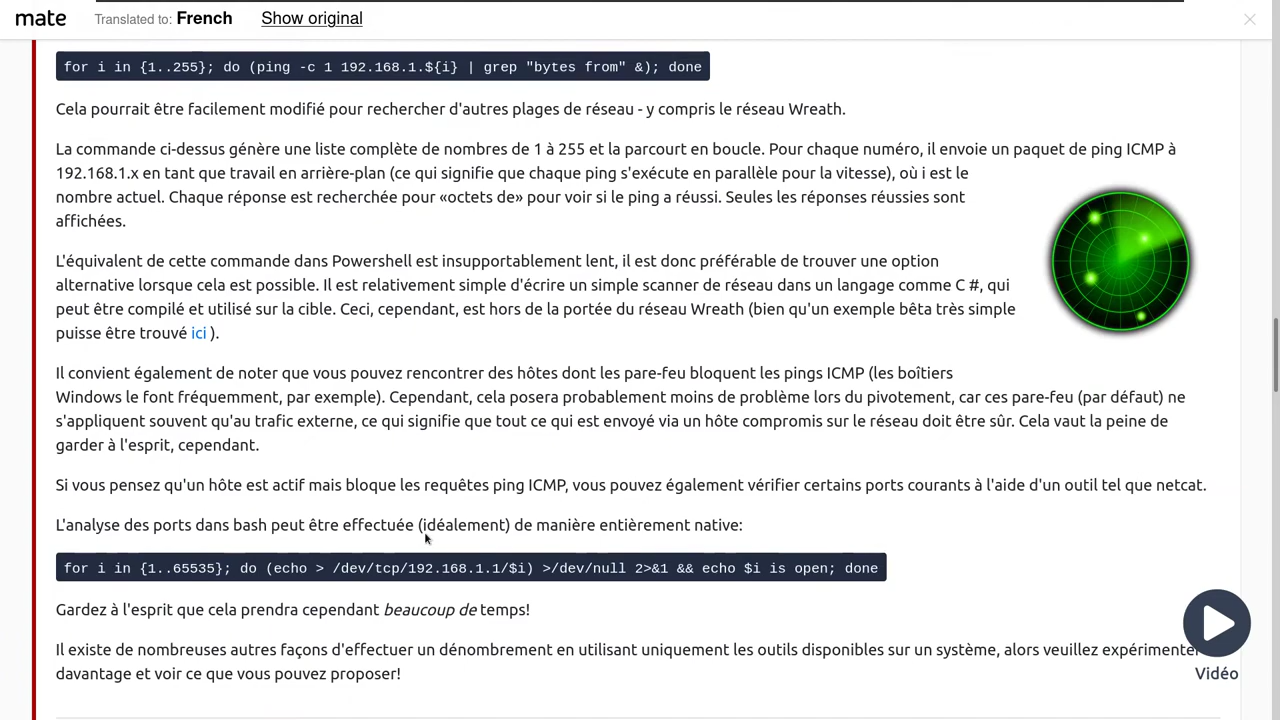 mate Translated to: French Show original
for i in {1..255}; do (ping -c 1 192.168.1.${i} | grep "bytes from" &); done
Cela pourrait être facilement modifié pour rechercher d'autres plages de réseau - y compris le réseau Wreath.
La commande ci-dessus génère une liste complète de nombres de 1 à 255 et la parcourt en boucle. Pour chaque numéro, il envoie un paquet de ping ICMP à
192.168.1.x en tant que travail en arrière-plan (ce qui signifie que chaque ping s'exécute en parallèle pour la vitesse), où i est le
nombre actuel. Chaque réponse est recherchée pour «octets de» pour voir si le ping a réussi. Seules les réponses réussies sont
affichées.
L'équivalent de cette commande dans Powershell est insupportablement lent, il est donc préférable de trouver une option
alternative lorsque cela est possible. Il est relativement simple d'écrire un simple scanner de réseau dans un langage comme C #, qui
peut être compilé et utilisé sur la cible. Ceci, cependant, est hors de la portée du réseau Wreath (bien qu'un exemple bêta très simple
puisse être trouvé ici ).
Il convient également de noter que vous pouvez rencontrer des hôtes dont les pare-feu bloquent les pings ICMP (les boîtiers
Windows le font fréquemment, par exemple). Cependant, cela posera probablement moins de problème lors du pivotement, car ces pare-feu (par défaut) ne
s'appliquent souvent qu'au trafic externe, ce qui signifie que tout ce qui est envoyé via un hôte compromis sur le réseau doit être sûr. Cela vaut la peine de
garder à l'esprit, cependant.
Si vous pensez qu'un hôte est actif mais bloque les requêtes ping ICMP, vous pouvez également vérifier certains ports courants à l'aide d'un outil tel que netcat.
L'analyse des ports dans bash peut être effectuée (idéalement) de manière entièrement native:
for i in {1..65535}; do (echo > /dev/tcp/192.168.1.1/$i) >/dev/null 2>&1 && echo $i is open; done
Gardez à l'esprit que cela prendra cependant beaucoup de temps!
Il existe de nombreuses autres façons d'effectuer un dénombrement en utilisant uniquement les outils disponibles sur un système, alors veuillez expérimenter
davantage et voir ce que vous pouvez proposer!
Vidéo